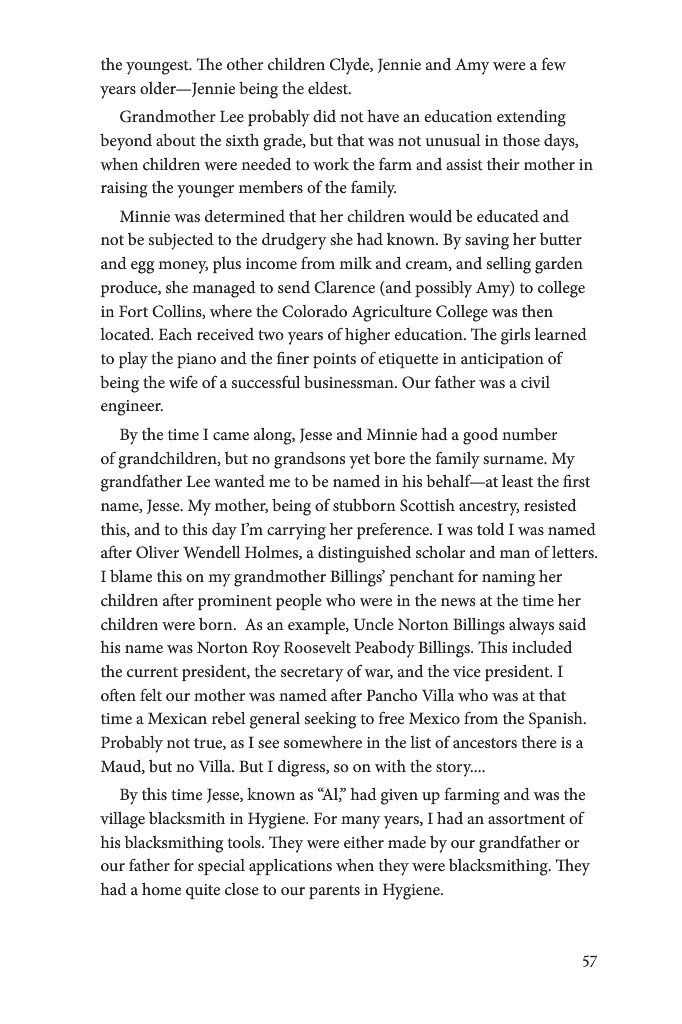 the youngest. The other children Clyde, Jennie and Amy were a few
years older—Jennie being the eldest.
Grandmother Lee probably did not have an education extending
beyond about the sixth grade, but that was not unusual in those days,
when children were needed to work the farm and assist their mother in
raising the younger members of the family.
Minnie was determined that her children would be educated and
not be subjected to the drudgery she had known. By saving her butter
and egg money, plus income from milk and cream, and selling garden
produce, she managed to send Clarence (and possibly Amy) to college
in Fort Collins, where the Colorado Agriculture College was then
located. Each received two years of higher education. The girls learned
to play the piano and the finer points of etiquette in anticipation of
being the wife of a successful businessman. Our father was a civil
engineer.
By the time I came along, Jesse and Minnie had a good number
of grandchildren, but no grandsons yet bore the family surname. My
grandfather Lee wanted me to be named in his behalf—at least the first
name, Jesse. My mother, being of stubborn Scottish ancestry, resisted
this, and to this day I’m carrying her preference. I was told I was named
after Oliver Wendell Holmes, a distinguished scholar and man of letters.
I blame this on my grandmother Billings’ penchant for naming her
children after prominent people who were in the news at the time her
children were born.  As an example, Uncle Norton Billings always said
his name was Norton Roy Roosevelt Peabody Billings. This included
the current president, the secretary of war, and the vice president. I
often felt our mother was named after Pancho Villa who was at that
time a Mexican rebel general seeking to free Mexico from the Spanish.
Probably not true, as I see somewhere in the list of ancestors there is a
Maud, but no Villa. But I digress, so on with the story....
By this time Jesse, known as “Al,” had given up farming and was the
village blacksmith in Hygiene. For many years, I had an assortment of
his blacksmithing tools. They were either made by our grandfather or
our father for special applications when they were blacksmithing. They
had a home quite close to our parents in Hygiene.
57